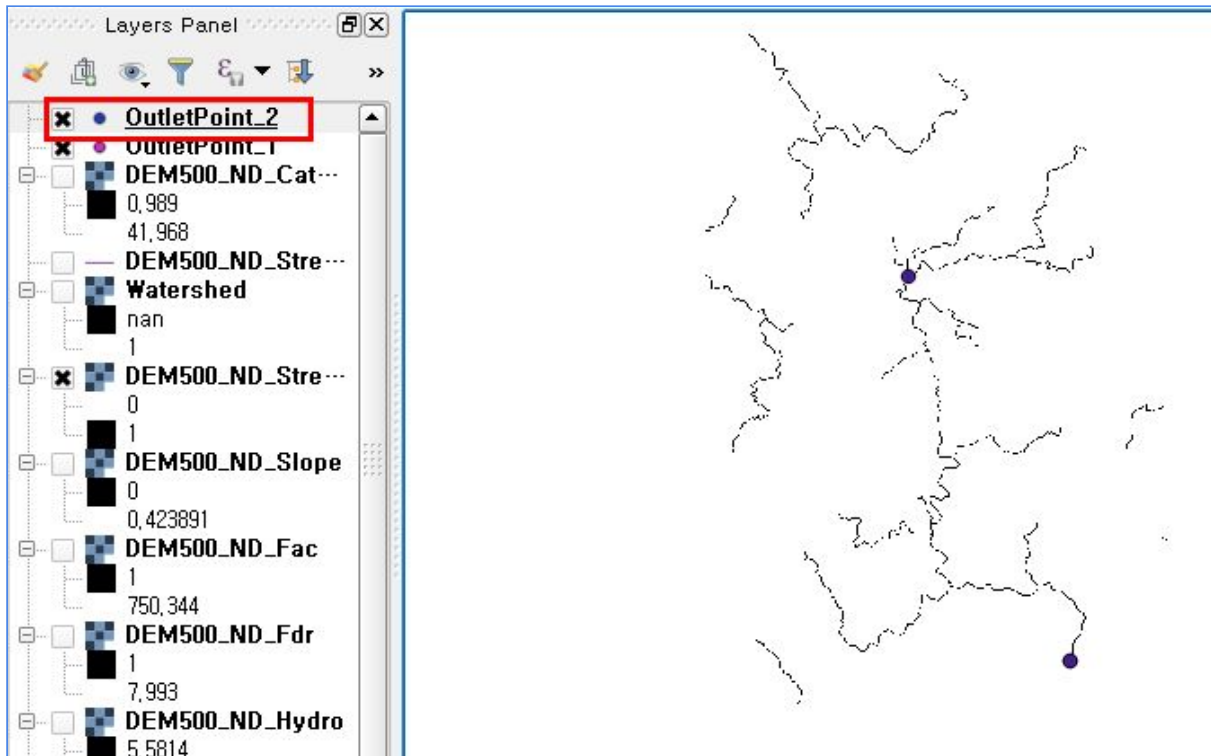 Layers Panel
»
OutletPoint_2
OutletPoint_1
DEM500_ND_Cat···
0,989
41,968
DEM500_ND_Stre···
Watershed
nan
1
DEM500_ND_Stre···
0
1
DEM500_ND_Slope
0
0,423891
DEM500_ND_Fac
1
750,344
DEM500_ND_Fdr
1
7,993
DEM500_ND_Hydro
5,5814